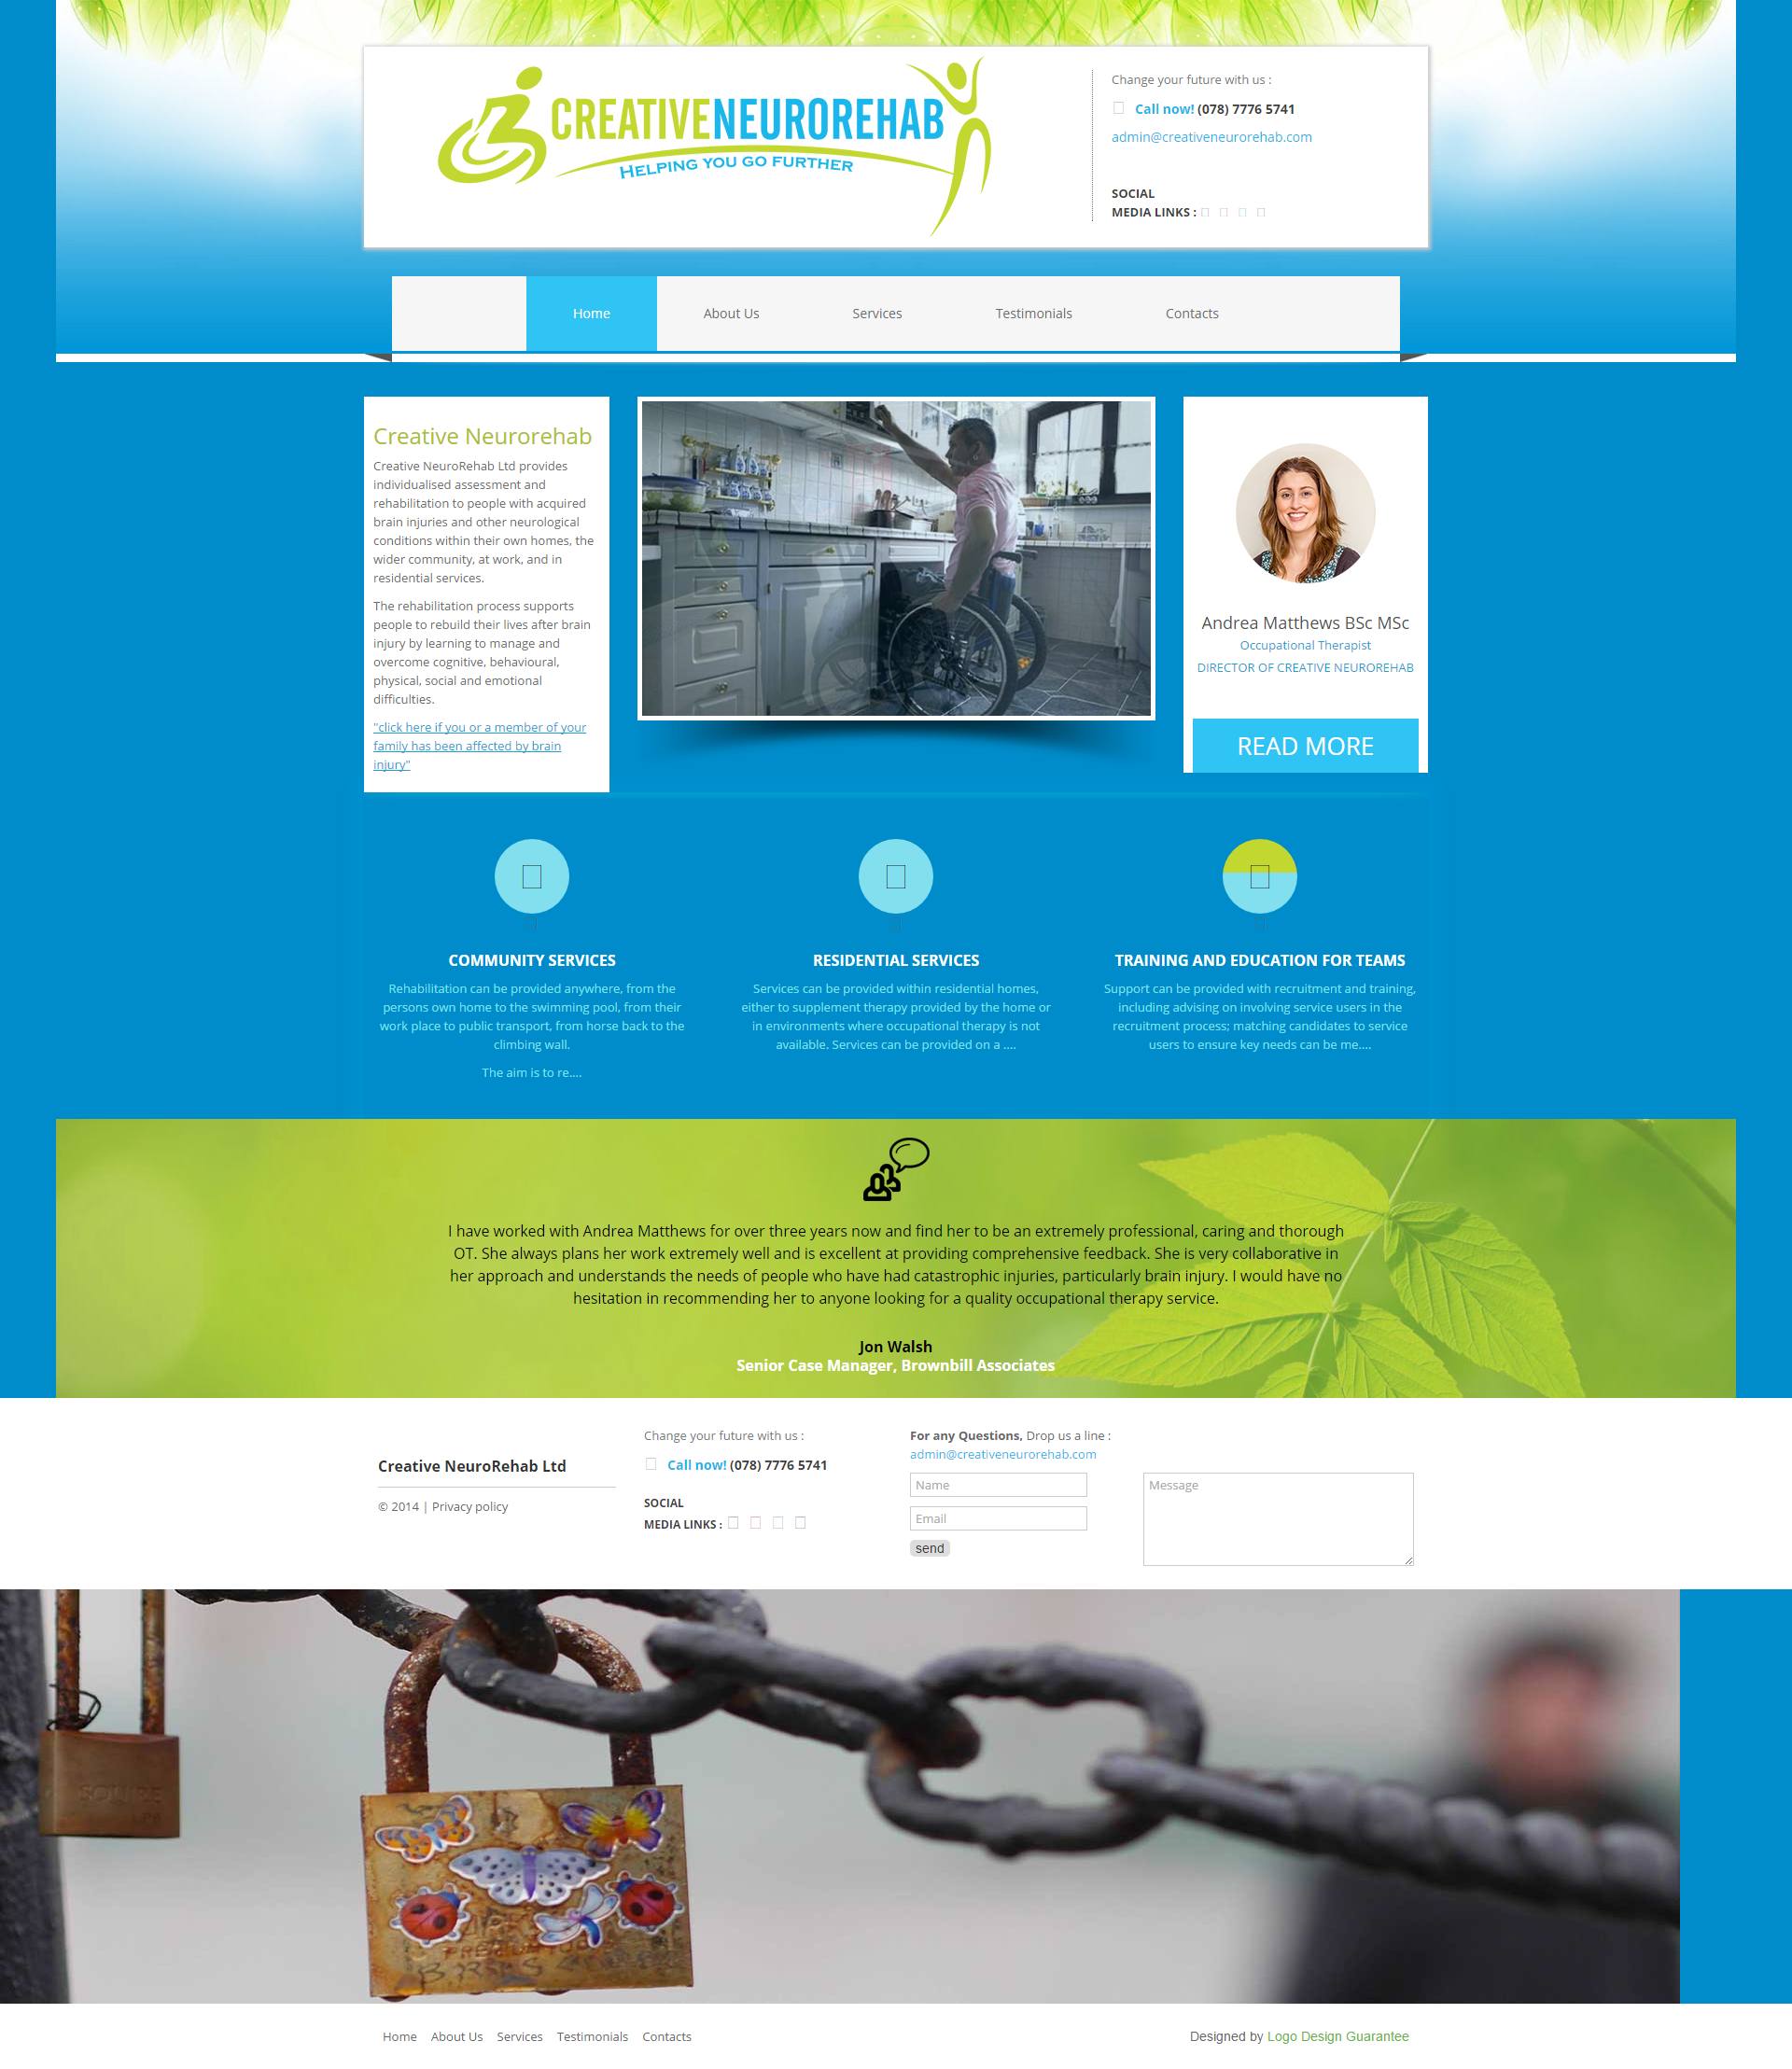 CREATIVENEUROREHAB
HELPING YOU GO FURTHER
Change your future with us :
Call now! (078) 7776 5741
admin@creativeneurorehab.com
SOCIAL
MEDIA LINKS :
Home About Us Services Testimonials Contacts
Creative Neurorehab
Creative NeuroRehab Ltd provides
individualised assessment and
rehabilitation to people with acquired
brain injuries and other neurological
conditions within their own homes, the
wider community, at work, and in
residential services.
The rehabilitation process supports
people to rebuild their lives after brain
injury by learning to manage and
overcome cognitive, behavioural,
physical, social and emotional
difficulties.
"click here if you or a member of your
family has been affected by brain
injury"
Andrea Matthews BSc MSc
Occupational Therapist
DIRECTOR OF CREATIVE NEUROREHAB
READ MORE
COMMUNITY SERVICES
Rehabilitation can be provided anywhere, from the
persons own home to the swimming pool, from their
work place to public transport, from horse back to the
climbing wall.
The aim is to re....
RESIDENTIAL SERVICES
Services can be provided within residential homes,
either to supplement therapy provided by the home or
in environments where occupational therapy is not
available. Services can be provided on a ....
TRAINING AND EDUCATION FOR TEAMS
Support can be provided with recruitment and training,
including advising on involving service users in the
recruitment process; matching candidates to service
users to ensure key needs can be me....
I have worked with Andrea Matthews for over three years now and find her to be an extremely professional, caring and thorough
OT. She always plans her work extremely well and is excellent at providing comprehensive feedback. She is very collaborative in
her approach and understands the needs of people who have had catastrophic injuries, particularly brain injury. I would have no
hesitation in recommending her to anyone looking for a quality occupational therapy service.
Jon Walsh
Senior Case Manager, Brownbill Associates
Creative NeuroRehab Ltd
© 2014 | Privacy policy
Change your future with us :
Call now! (078) 7776 5741
SOCIAL
MEDIA LINKS :
For any Questions, Drop us a line :
admin@creativeneurorehab.com
Name
Email
send
Message
SQUIRE
Home About Us Services Testimonials Contacts
Designed by Logo Design Guarantee